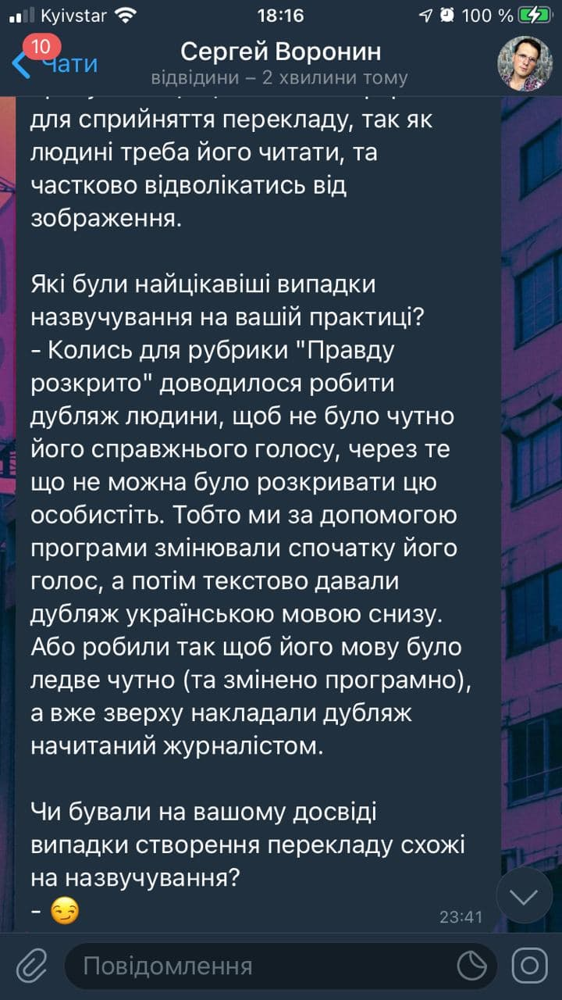 Kyivstar 18:16 100 %
10
Чати
Сергей Воронин
відвідини – 2 хвилини тому
для сприйняття перекладу, так як
людині треба його читати, та
частково відволікатись від
зображення.
Які були найцікавіші випадки
назвучування на вашій практиці?
- Колись для рубрики "Правду
розкрито" доводилося робити
дубляж людини, щоб не було чутно
його справжнього голосу, через те
що не можна було розкривати цю
особистіть. Тобто ми за допомогою
програми змінювали спочатку його
голос, а потім текстово давали
дубляж українською мовою снизу.
Або робили так щоб його мову було
ледве чутно (та змінено програмно),
а вже зверху накладали дубляж
начитаний журналістом.
Чи бували на вашому досвіді
випадки створення перекладу схожі
на назвучування?
- 😏
23:41
Повідомлення